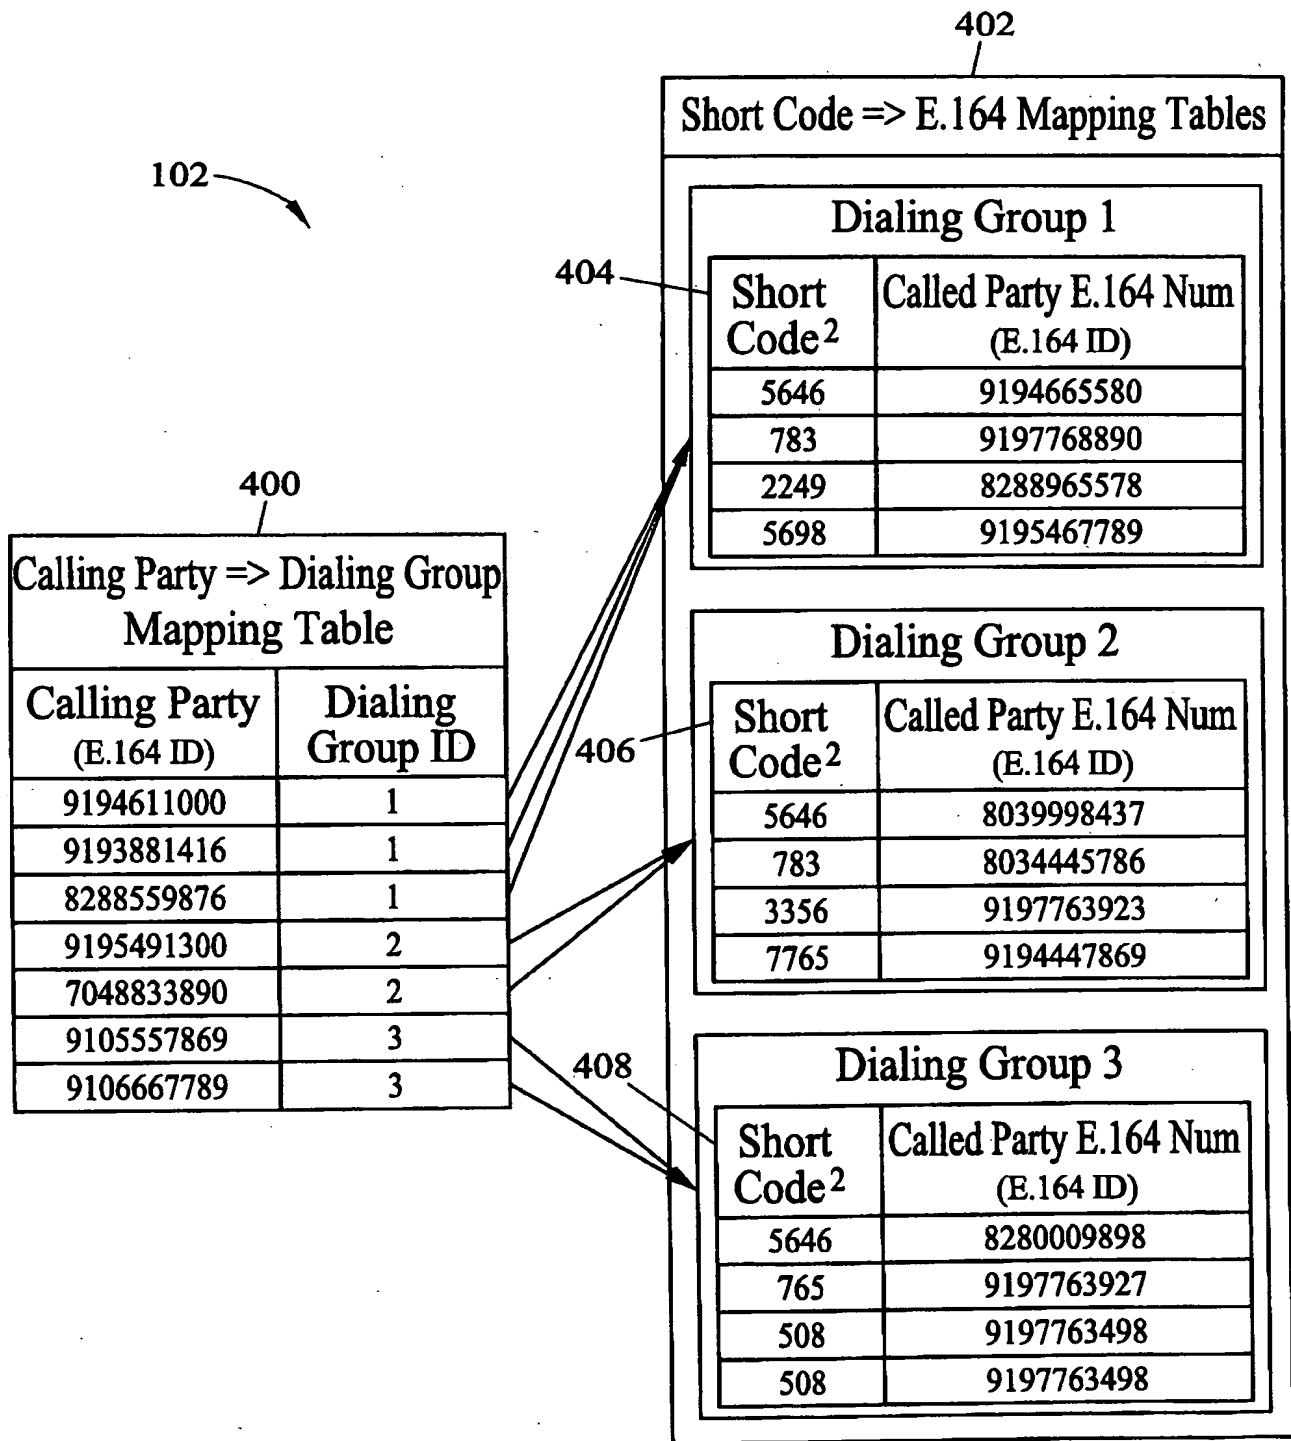 402
Short Code => E.164 Mapping Tables
102
Dialing Group 1
404
Short Code² Called Party E.164 Num (E.164 ID)
5646 9194665580
783 9197768890
2249 8288965578
5698 9195467789
400
Calling Party => Dialing Group
Mapping Table
Calling Party (E.164 ID) Dialing Group ID
9194611000 1
9193881416 1
8288559876 1
9195491300 2
7048833890 2
9105557869 3
9106667789 3
Dialing Group 2
406
Short Code² Called Party E.164 Num (E.164 ID)
5646 8039998437
783 8034445786
3356 9197763923
7765 9194447869
Dialing Group 3
408
Short Code² Called Party E.164 Num (E.164 ID)
5646 8280009898
765 9197763927
508 9197763498
508 9197763498